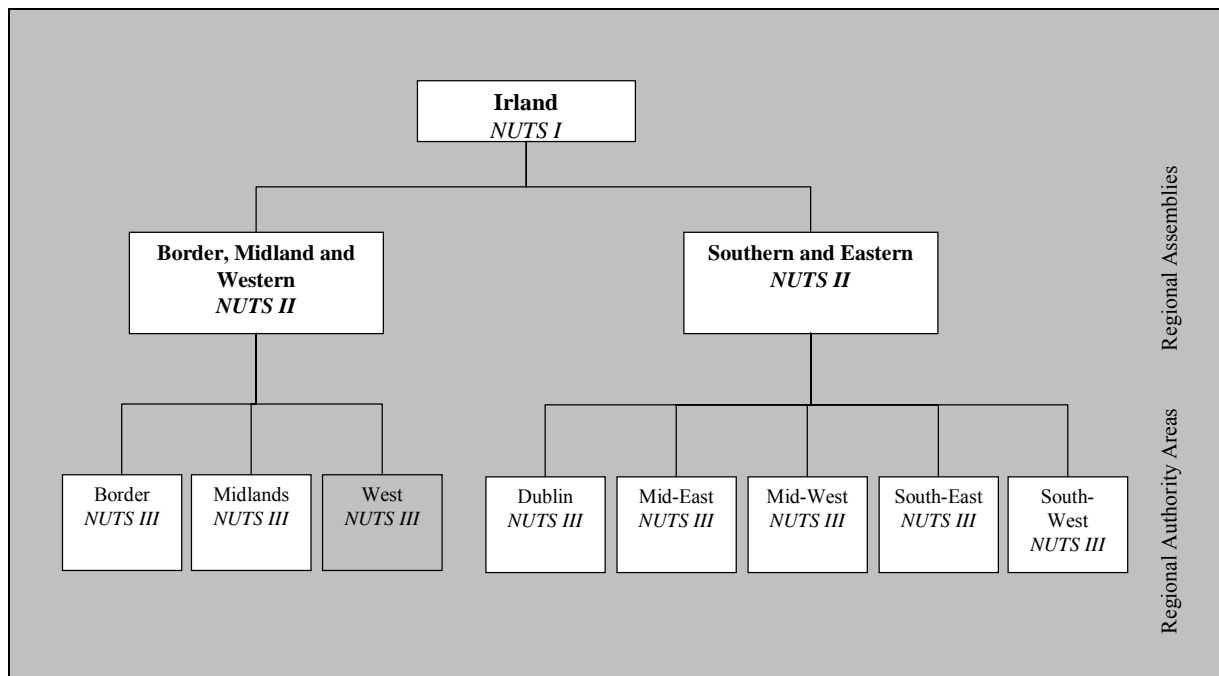 Irland
NUTS I
Regional Assemblies
Border, Midland and
Western
NUTS II
Southern and Eastern
NUTS II
Regional Authority Areas
Border
NUTS III
Midlands
NUTS III
West
NUTS III
Dublin
NUTS III
Mid-East
NUTS III
Mid-West
NUTS III
South-East
NUTS III
South-
West
NUTS III